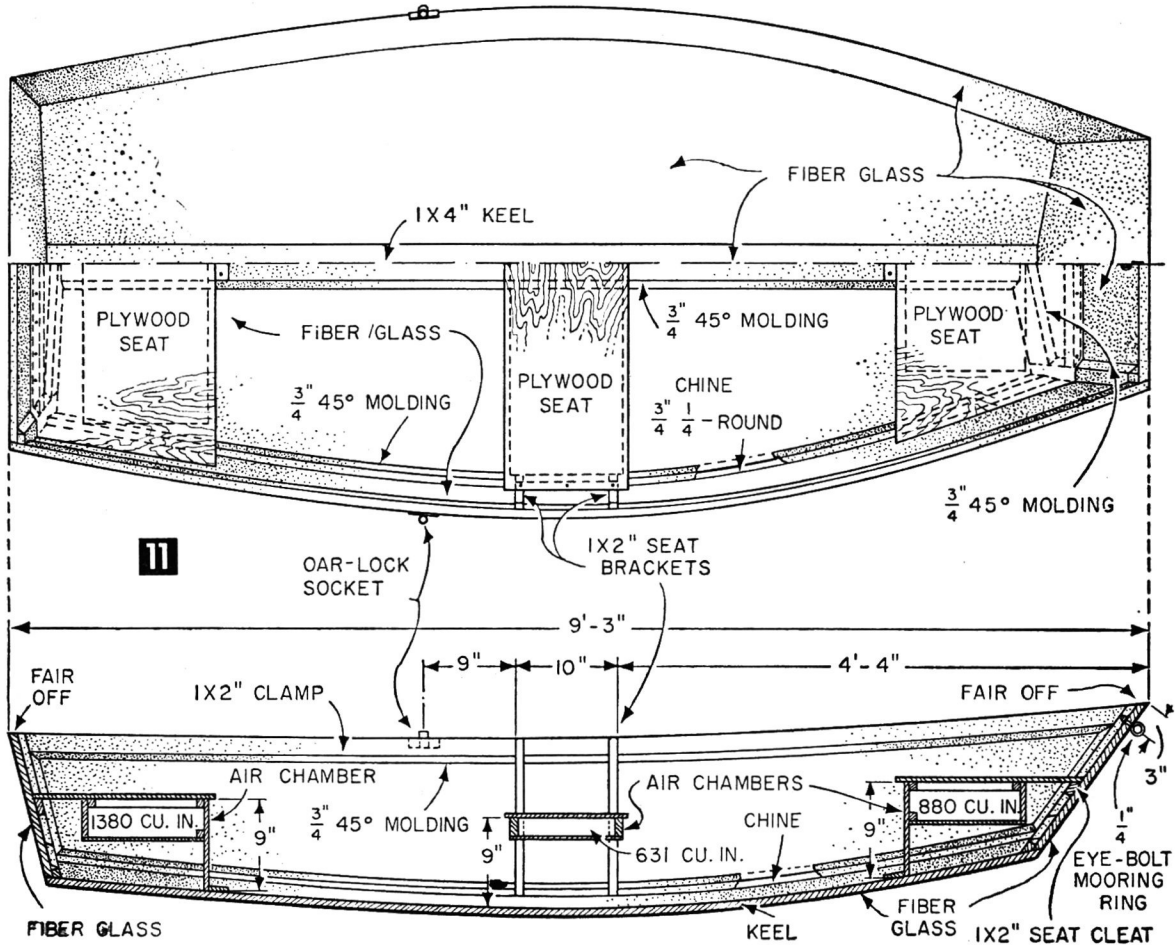 FIBER GLASS
1X4" KEEL
PLYWOOD
SEAT
FiBER/GLASS
3/4" 45° MOLDING
PLYWOOD
SEAT
3/4" 45° MOLDING
CHINE
3/4" 1/4-ROUND
PLYWOOD
SEAT
3/4" 45° MOLDING
11
OAR-LOCK
SOCKET
1X2" SEAT
BRACKETS
9'-3"
9"
10"
4'-4"
FAIR
OFF
1X2" CLAMP
FAIR OFF
3"
AIR CHAMBER
AIR CHAMBERS
1380 CU. IN.
9"
3/4" 45° MOLDING
9"
631 CU. IN.
CHINE
880 CU. IN.
9"
1/4
EYE-BOLT
MOORING
RING
FIBER GLASS
KEEL
FIBER
GLASS
1X2" SEAT CLEAT